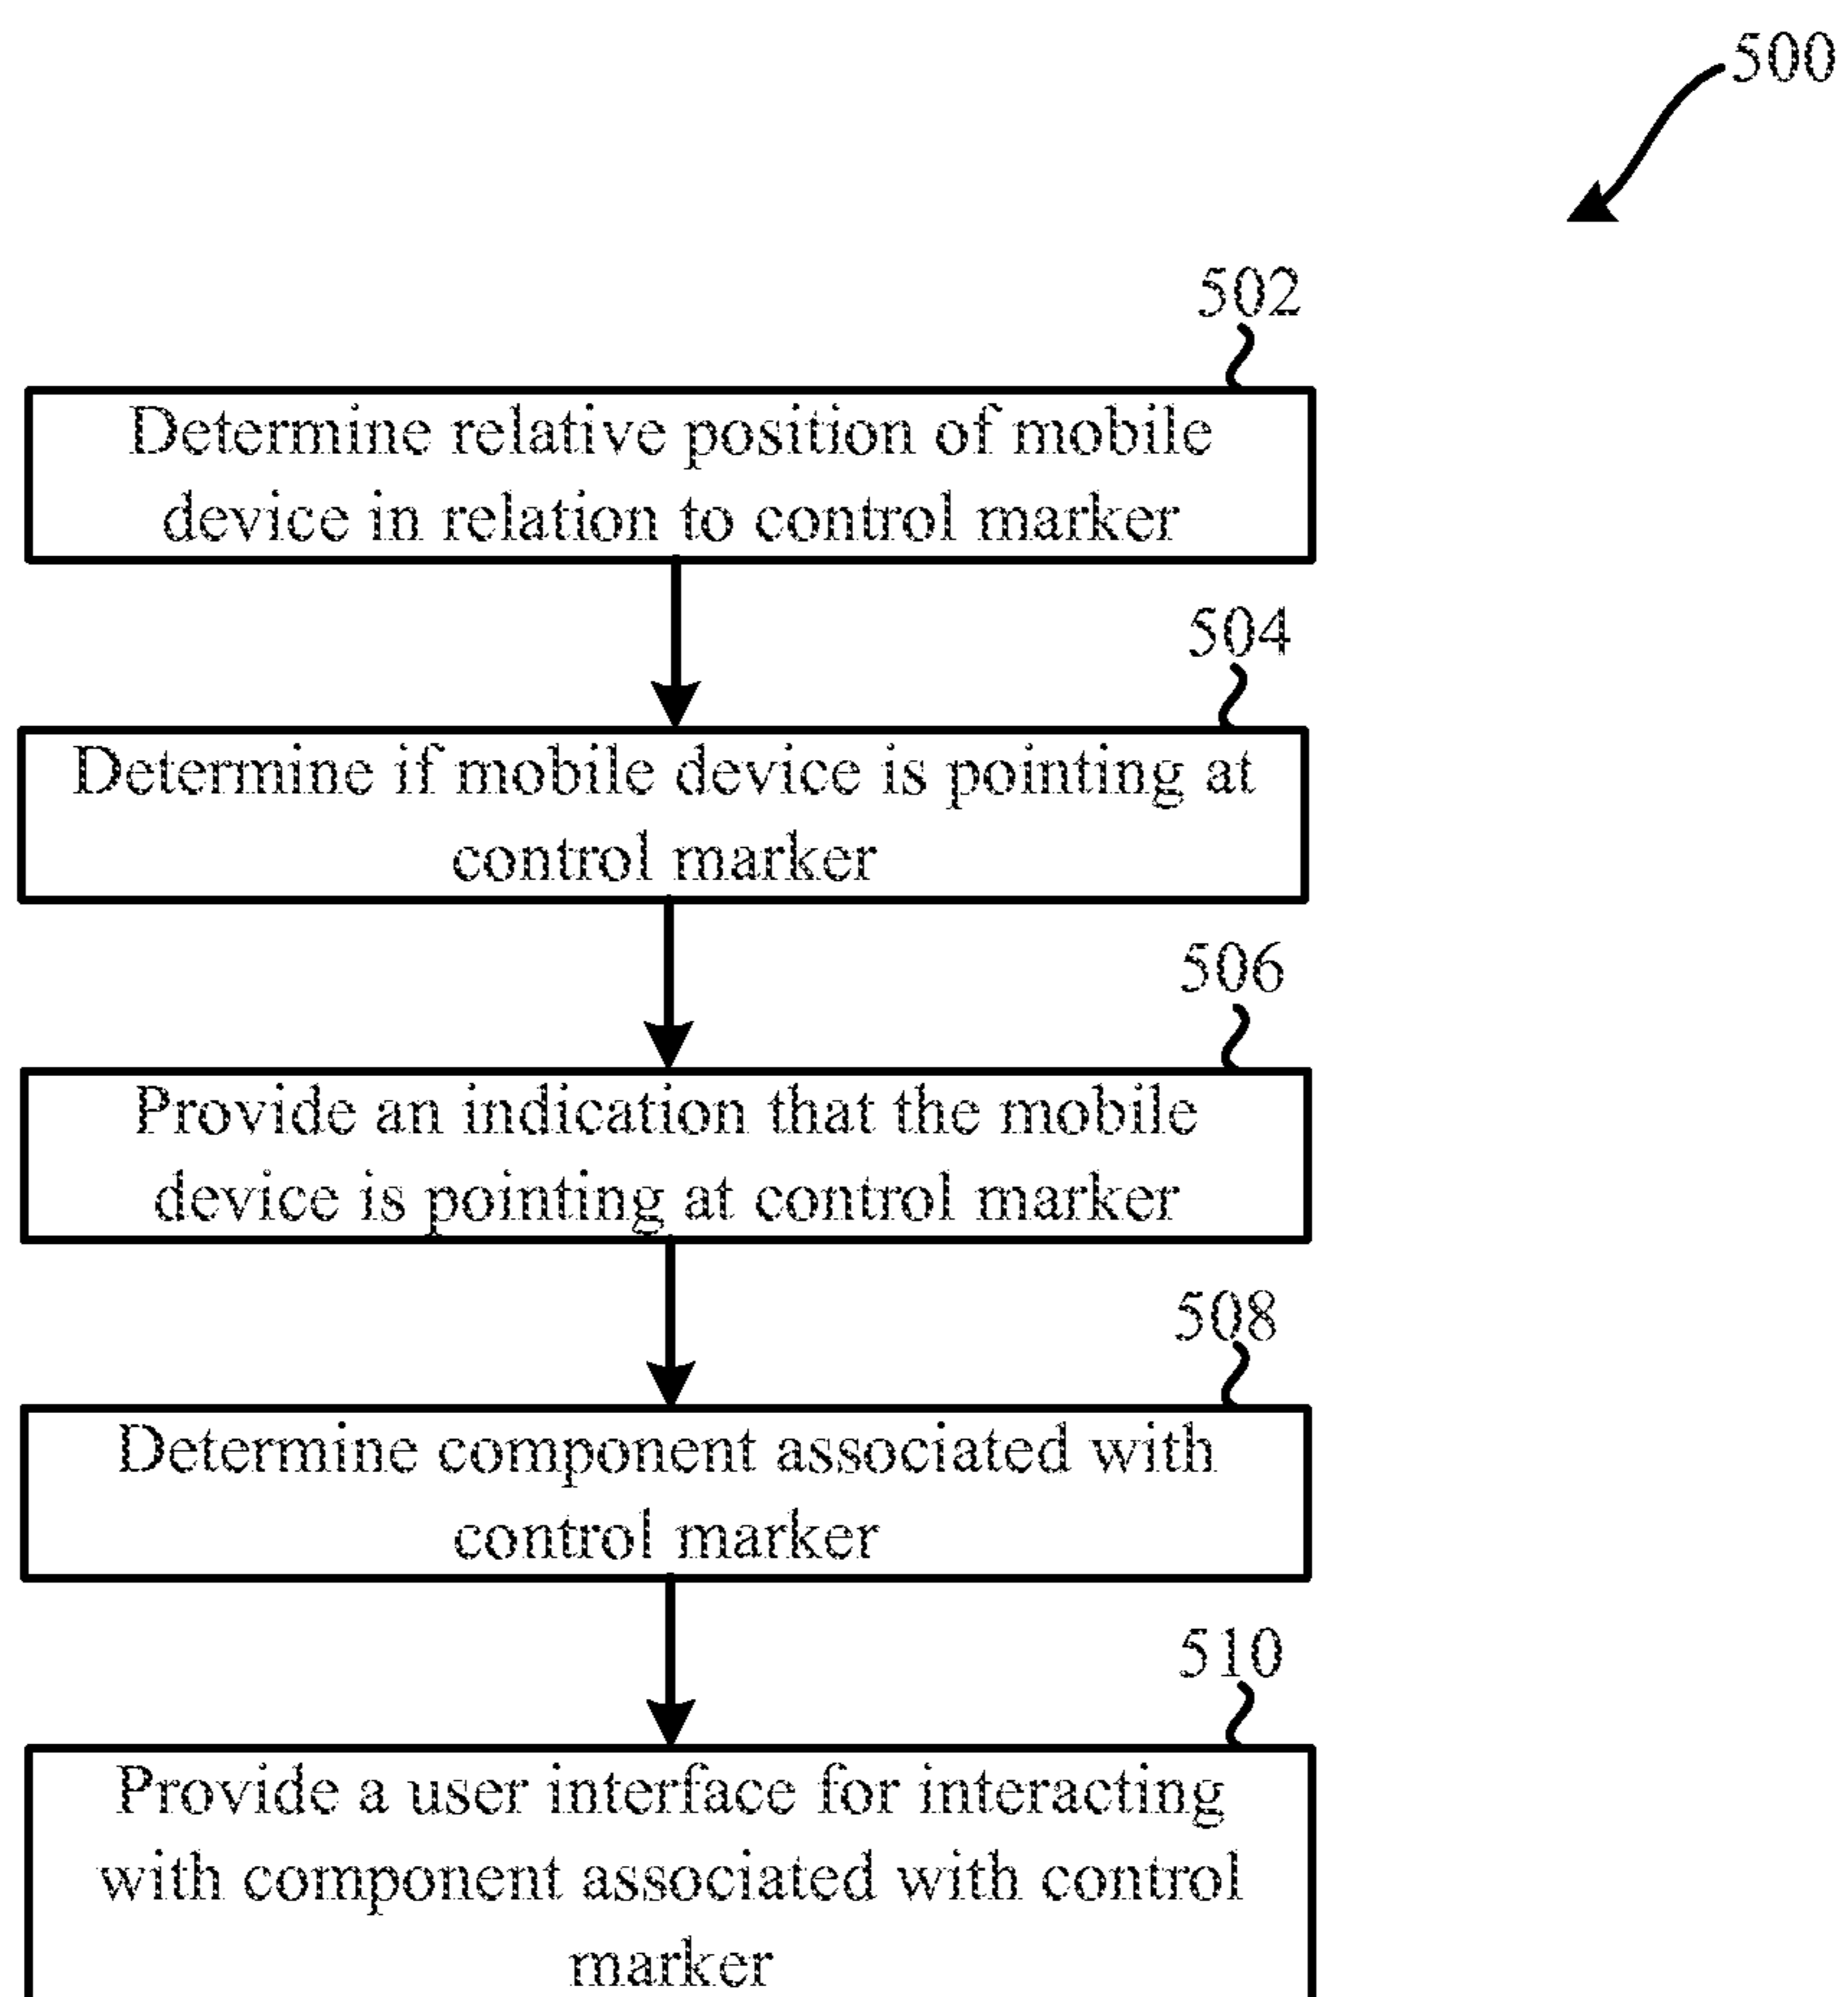 500
502
Determine relative position of mobile
device in relation to control marker
504
Determine if mobile device is pointing at
control marker
506
Provide an indication that the mobile
device is pointing at control marker
508
Determine component associated with
control marker
510
Provide a user interface for interacting
with component associated with control
marker